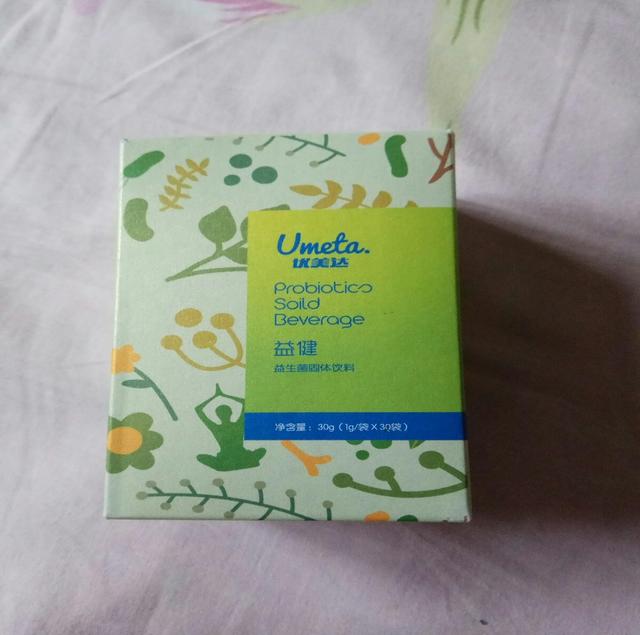 Umeta.
优美达
Probiotics
Soild
Beverage
益健
益生菌固体饮料
净含量：30g（1g/袋X30袋）